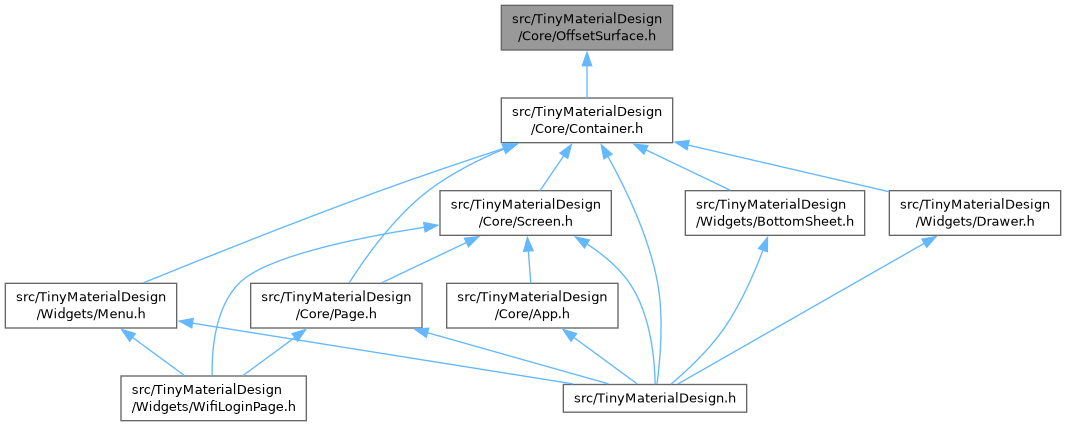 src/TinyMaterialDesign
/Core/OffsetSurface.h
src/TinyMaterialDesign
/Core/Container.h
src/TinyMaterialDesign
/Core/Screen.h
src/TinyMaterialDesign
/Widgets/BottomSheet.h
src/TinyMaterialDesign
/Widgets/Drawer.h
src/TinyMaterialDesign
/Widgets/Menu.h
src/TinyMaterialDesign
/Core/Page.h
src/TinyMaterialDesign
/Core/App.h
src/TinyMaterialDesign
/Widgets/WifiLoginPage.h
src/TinyMaterialDesign.h